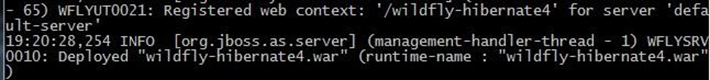 - 65) WFLYUT0021: Registered web context: '/wildfly-hibernate4' for server 'defa
ult-server'
19:20:28,254 INFO  [org.jboss.as.server] (management-handler-thread - 1) WFLYSRV
0010: Deployed "wildfly-hibernate4.war" (runtime-name : "wildfly-hibernate4.war"
)